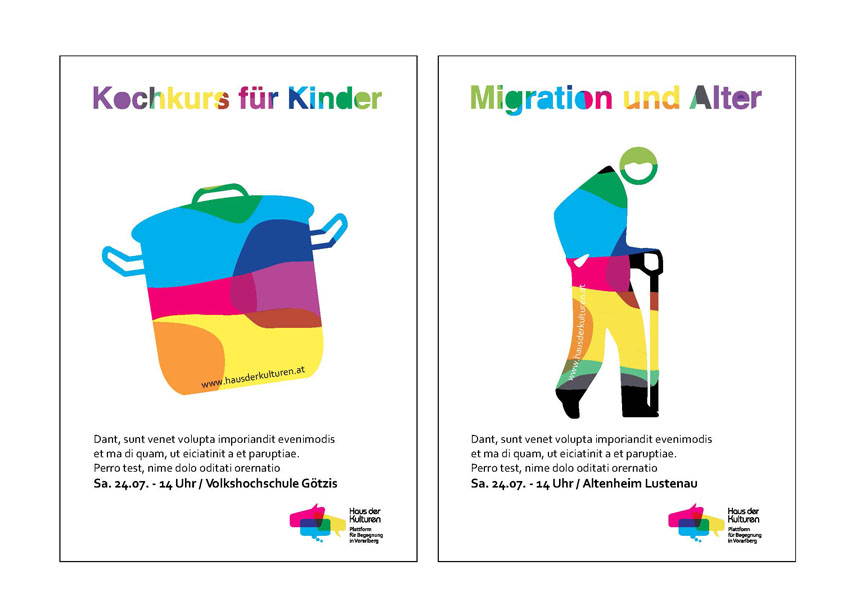 Kochkurs für Kinder
www.hausderkulturen.at
Dant, sunt venet volupta imporiandit evenimodis
et ma di quam, ut eiciatinit a et paruptiae.
Perro test, nime dolo oditati orernatio
Sa. 24.07. - 14 Uhr / Volkshochschule Götzis
Haus der
Kulturen
Plattform
für Begegnung
in Vorarlberg
Migration und Alter
www.hausderkulturen.at
Dant, sunt venet volupta imporiandit evenimodis
et ma di quam, ut eiciatinit a et paruptiae.
Perro test, nime dolo oditati orernatio
Sa. 24.07. - 14 Uhr / Altenheim Lustenau
Haus der
Kulturen
Plattform
für Begegnung
in Vorarlberg